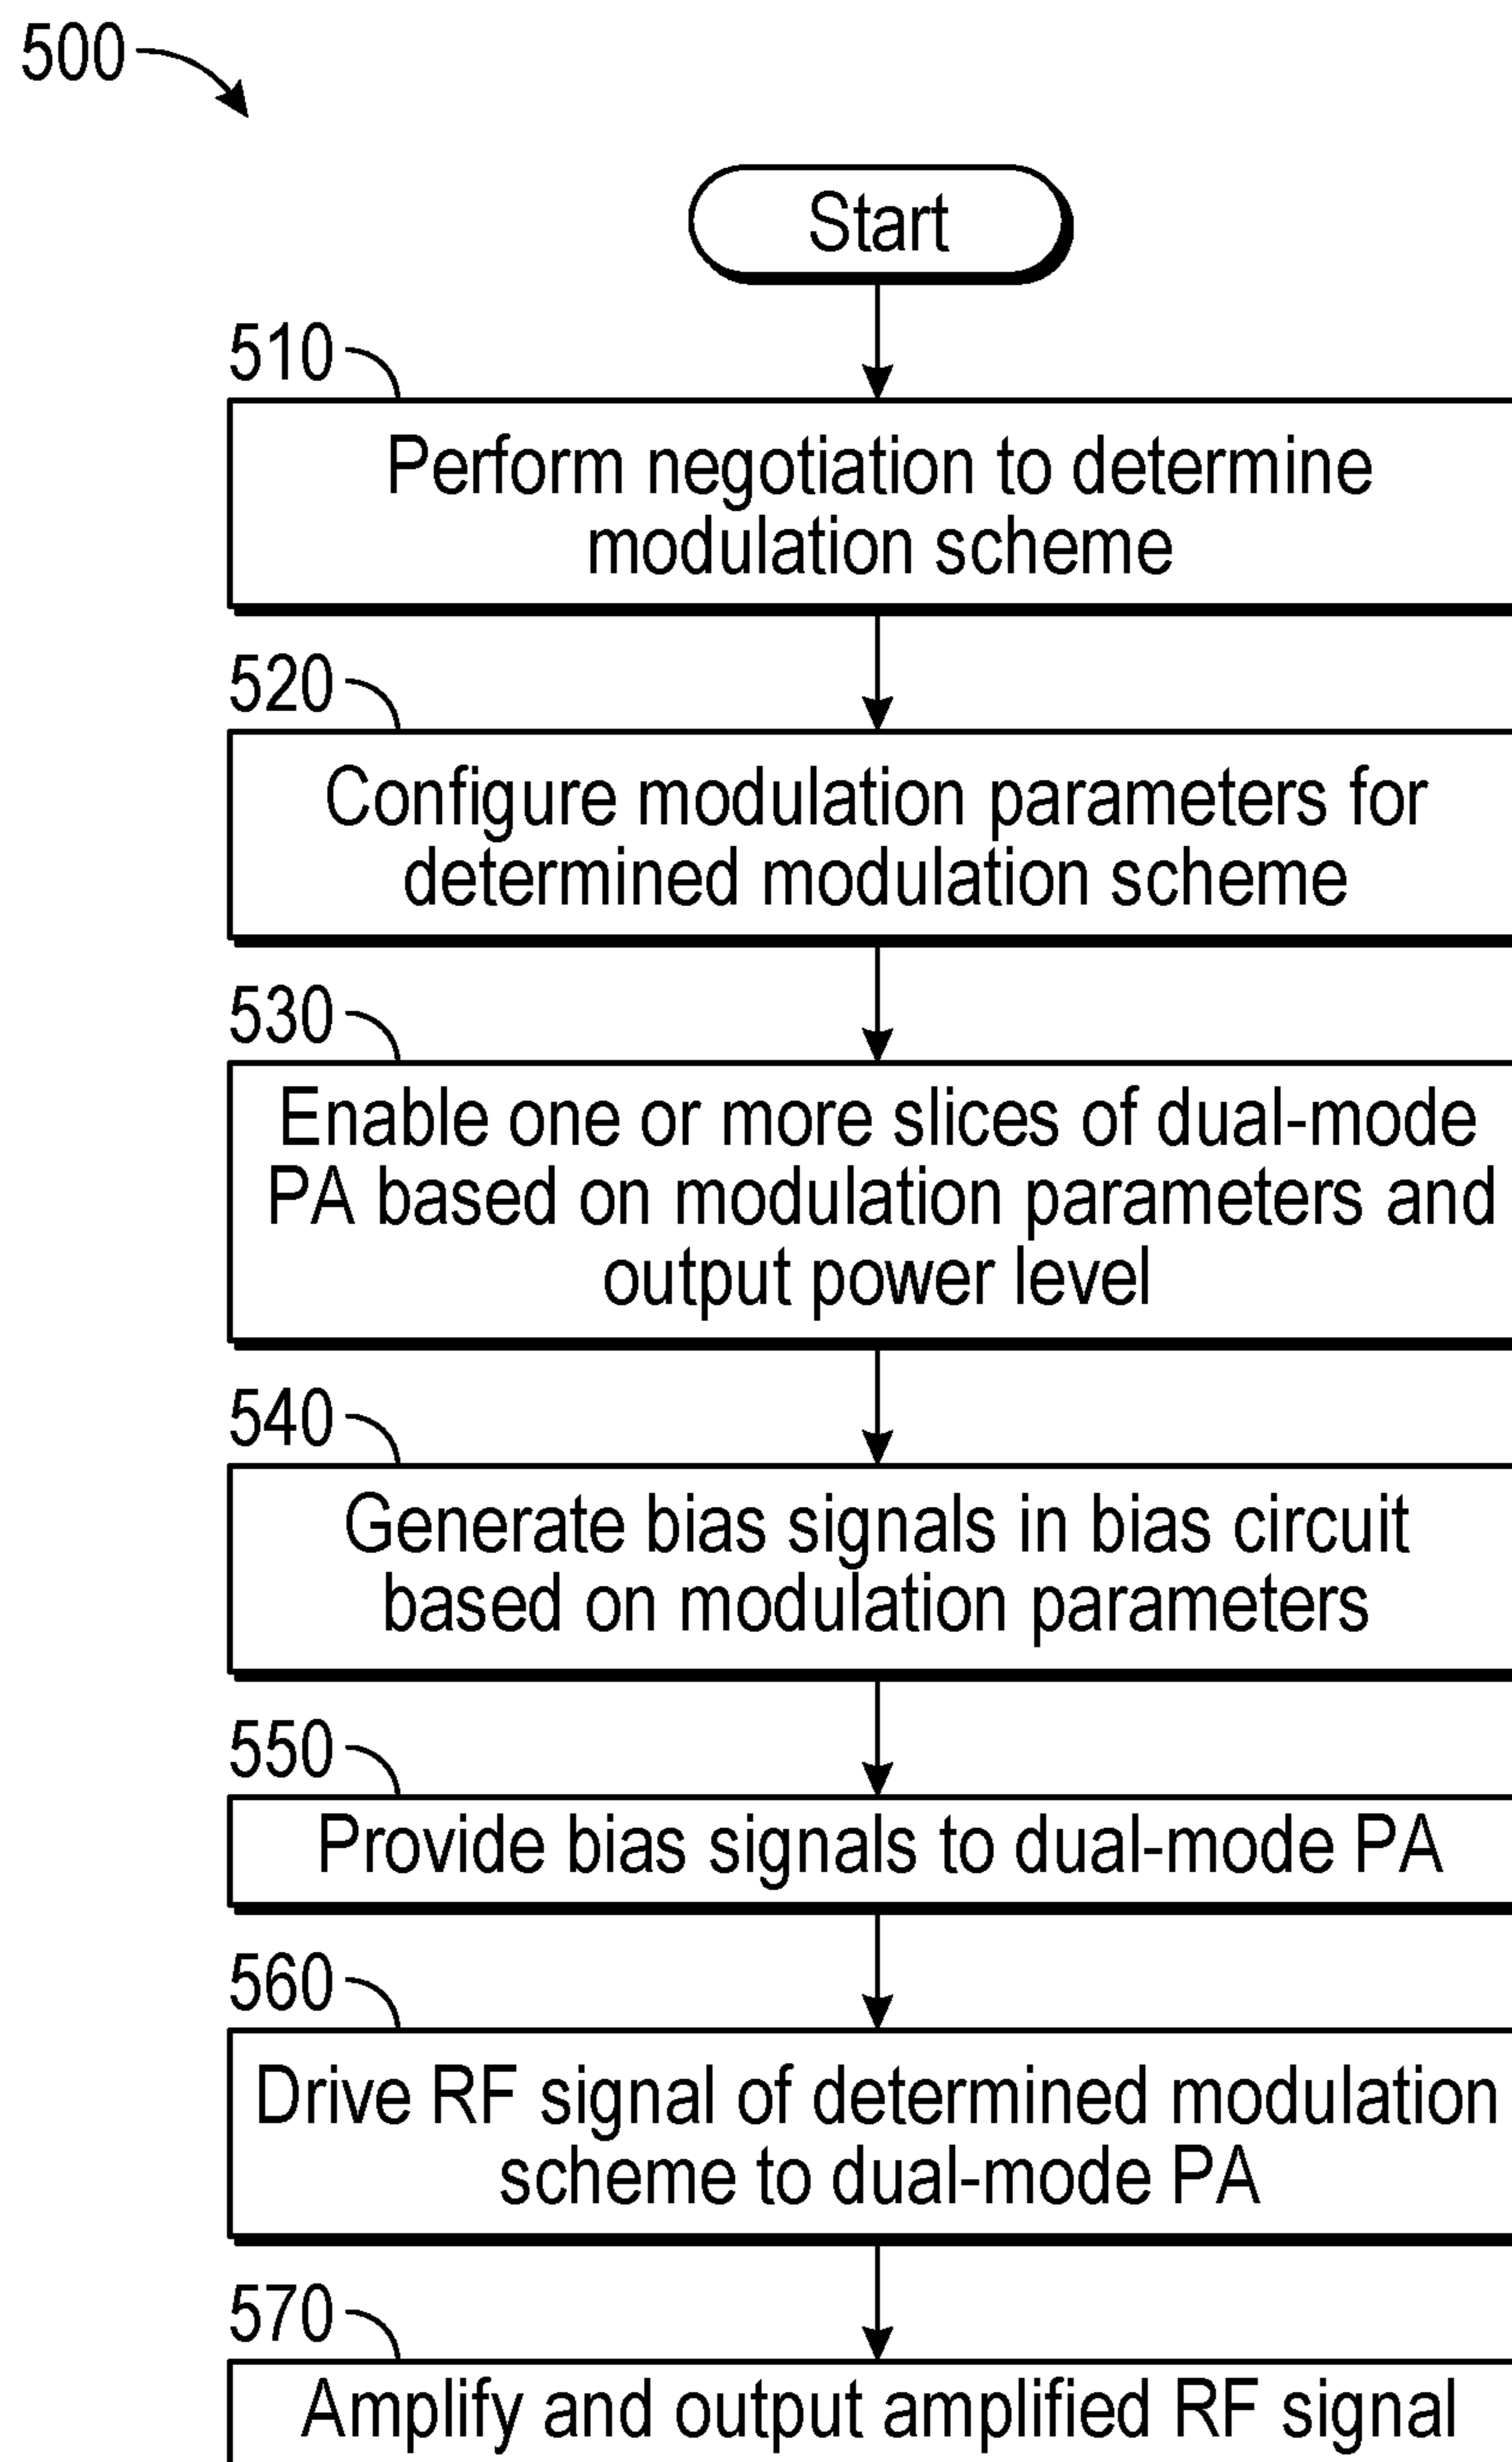 500
Start
510
Perform negotiation to determine
modulation scheme
520
Configure modulation parameters for
determined modulation scheme
530
Enable one or more slices of dual-mode
PA based on modulation parameters and
output power level
540
Generate bias signals in bias circuit
based on modulation parameters
550
Provide bias signals to dual-mode PA
560
Drive RF signal of determined modulation
scheme to dual-mode PA
570
Amplify and output amplified RF signal